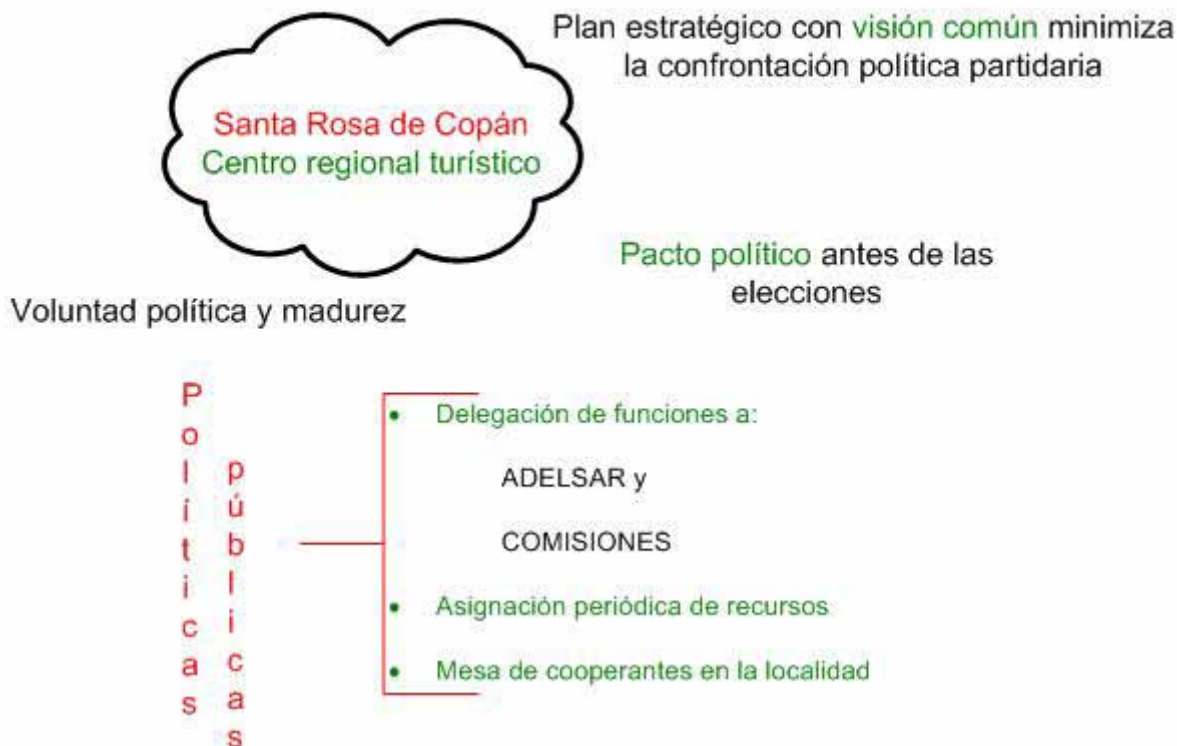 Plan estratégico con visión común minimiza
la confrontación política partidaria
Santa Rosa de Copán
Centro regional turístico
Pacto político antes de las
elecciones
Voluntad política y madurez
Políticas
públicas
• Delegación de funciones a:
ADELSAR y
COMISIONES
• Asignación periódica de recursos
• Mesa de cooperantes en la localidad